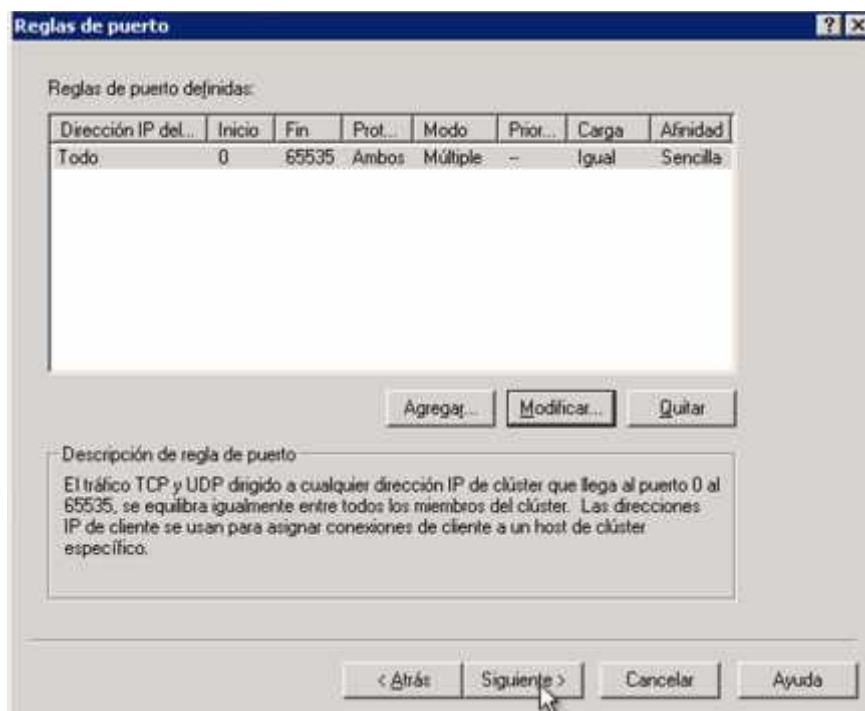 Reglas de puerto
Reglas de puerto definidas:
Dirección IP del... Inicio Fin Prot... Modo Prior... Carga Afinidad
Todo 0 65535 Ambos Múltiple -- Igual Sencilla
Agregar... Modificar... Quitar
Descripción de regla de puerto
El tráfico TCP y UDP dirigido a cualquier dirección IP de clúster que llega al puerto 0 al
65535, se equilibra igualmente entre todos los miembros del clúster. Las direcciones
IP de cliente se usan para asignar conexiones de cliente a un host de clúster
específico.
< Atrás Siguiente > Cancelar Ayuda